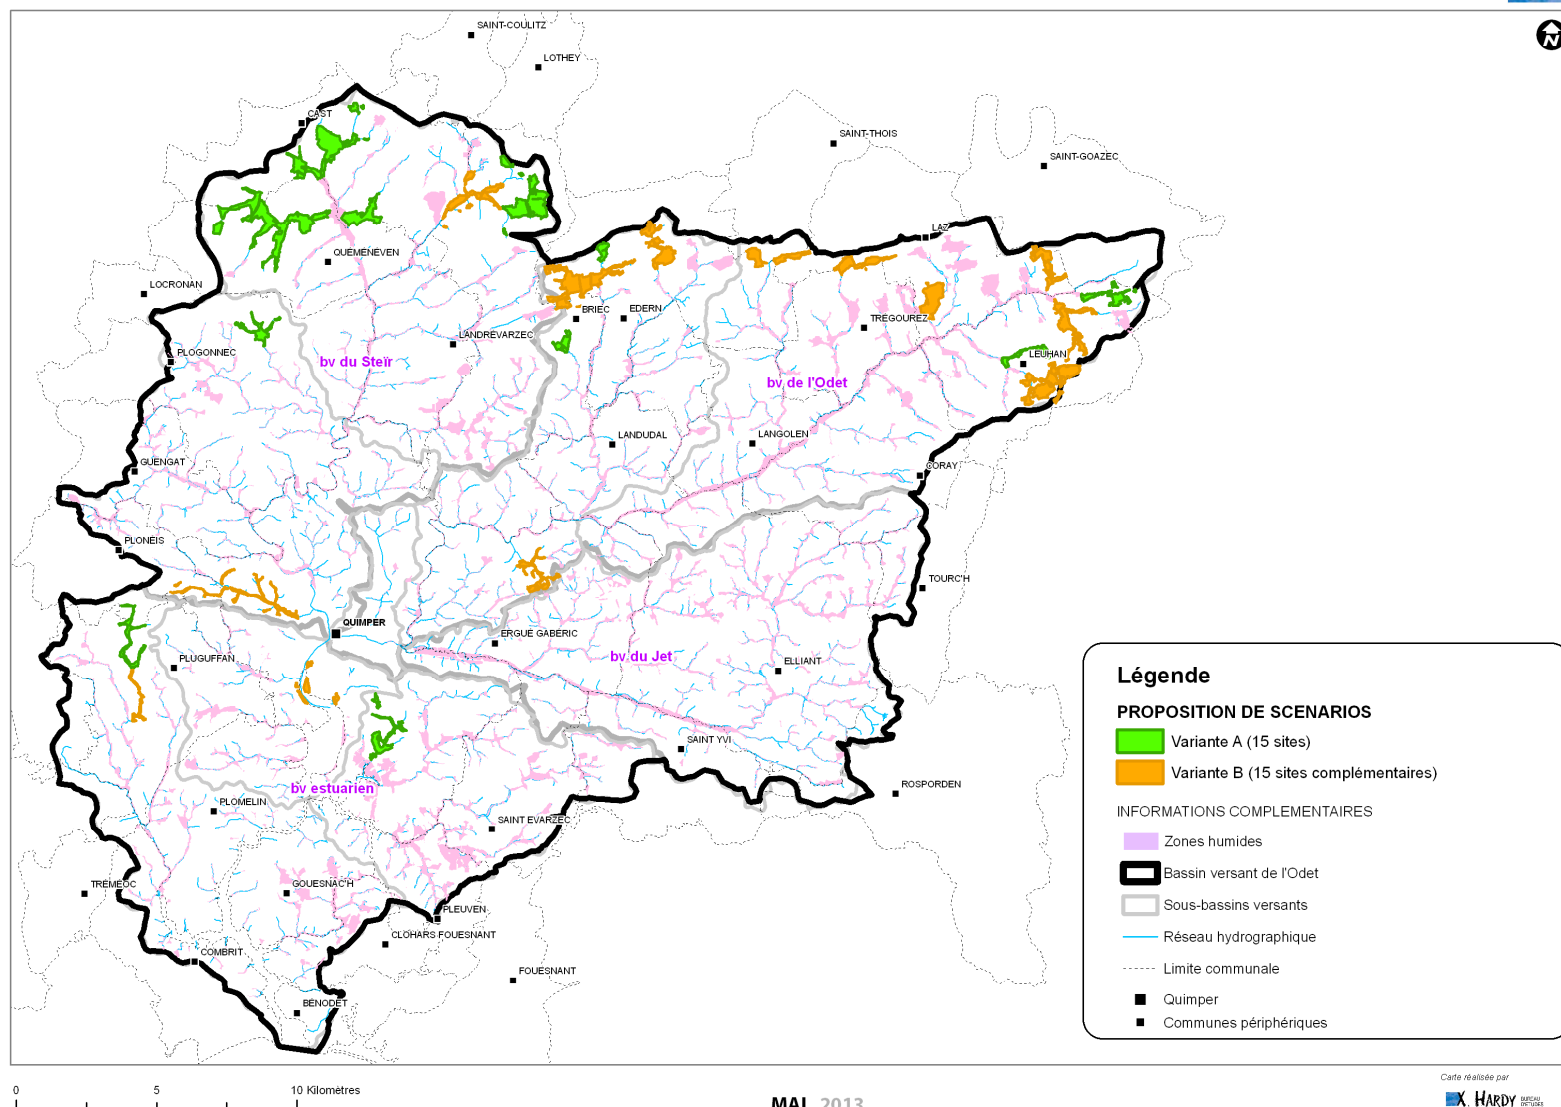 N
SAINT-COULITZ
LOTHEY
CAST
SAINT-THOIS
SAINT-GOAZEC
LAZ
QUEMENEVEN
LOCRONAN
BRIEC
EDERN
TREGOUREZ
LANDREVARZEC
PLOGONNEC
bv du Steïr
LEUHAN
bv de l'Odet
LANDUDAL
LANGOLEN
GUENGAT
CORAY
PLONEIS
TOURC'H
QUIMPER
ERGUE GABERIC
bv du Jet
PLUGUFFAN
ELLIANT
SAINT YVI
bv estuarien
ROSPORDEN
PLOMELIN
SAINT EVARZEC
TREMEOC
GOUESNAC'H
PLEUVEN
CLOHARS FOUESNANT
COMBRIT
FOUESNANT
BENODET
Légende
PROPOSITION DE SCENARIOS
Variante A (15 sites)
Variante B (15 sites complémentaires)
INFORMATIONS COMPLEMENTAIRES
Zones humides
Bassin versant de l'Odet
Sous-bassins versants
Réseau hydrographique
Limite communale
Quimper
Communes périphériques
0 5 10 Kilomètres
MAI 2013
Carte réalisée par
X. HARDY BUREAU D'ETUDES